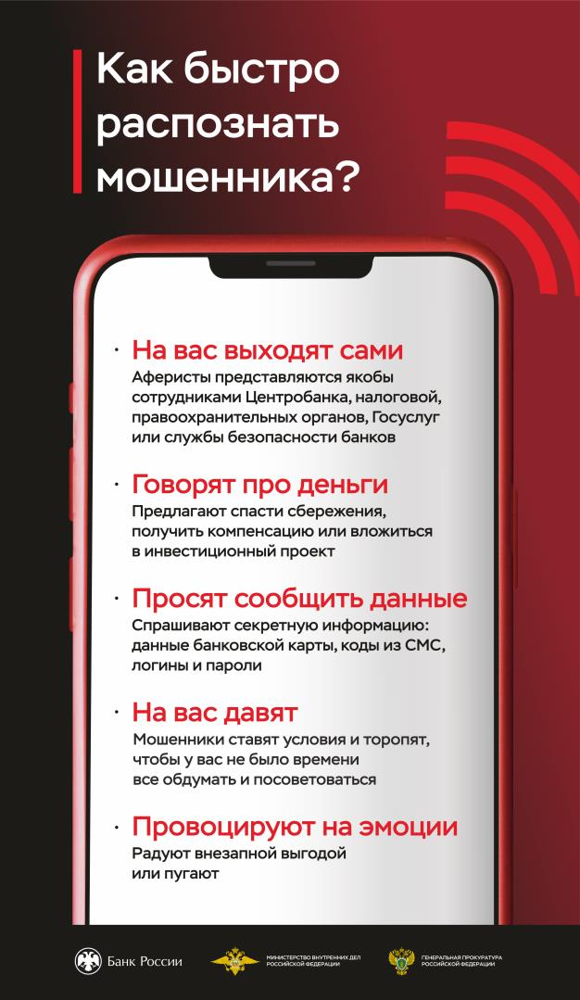 Как быстро
распознать
мошенника?
· На вас выходят сами
Аферисты представляются якобы
сотрудниками Центробанка, налоговой,
правоохранительных органов, Госуслуг
или службы безопасности банков
· Говорят про деньги
Предлагают спасти сбережения,
получить компенсацию или вложиться
в инвестиционный проект
· Просят сообщить данные
Спрашивают секретную информацию:
данные банковской карты, коды из СМС,
логины и пароли
· На вас давят
Мошенники ставят условия и торопят,
чтобы у вас не было времени
все обдумать и посоветоваться
· Провоцируют на эмоции
Радуют внезапной выгодой
или пугают
Банк России
МИНИСТЕРСТВО ВНУТРЕННИХ ДЕЛ
РОССИЙСКОЙ ФЕДЕРАЦИИ
ГЕНЕРАЛЬНАЯ ПРОКУРАТУРА
РОССИЙСКОЙ ФЕДЕРАЦИИ